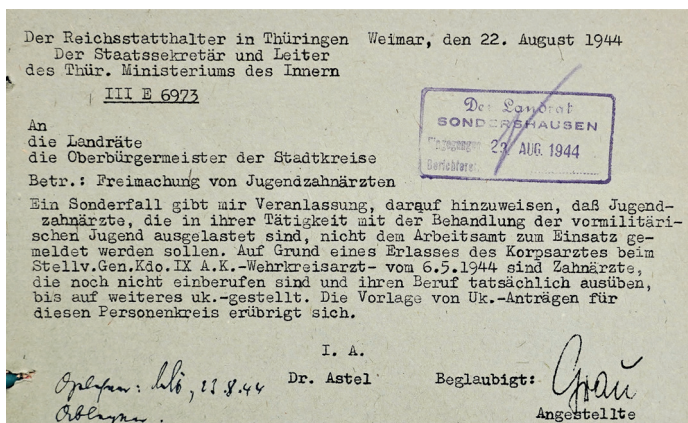 Der Reichsstatthalter in Thüringen Weimar, den 22. August 1944
Der Staatssekretär und Leiter
des Thür. Ministeriums des Innern
III E 6973
Der Landrat
SONDERSHAUSEN
Eingegangen 23. AUG. 1944
An
die Landräte
die Oberbürgermeister der Stadtkreise
Betr.: Freimachung von Jugendzahnärzten
Ein Sonderfall gibt mir Veranlassung, darauf hinzuweisen, daß Jugend-
zahnärzte, die in ihrer Tätigkeit mit der Behandlung der vormilitäri-
schen Jugend ausgelastet sind, nicht dem Arbeitsamt zum Einsatz ge-
meldet werden sollen. Auf Grund eines Erlasses des Korpsarztes beim
Stellv.Gen.Kdo.IX A.K.-Wehrkreisarzt- vom 6.5.1944 sind Zahnärzte,
die noch nicht einberufen sind und ihren Beruf tatsächlich ausüben,
bis auf weiteres uk.-gestellt. Die Vorlage von Uk.-Anträgen für
diesen Personenkreis erübrigt sich.
I. A.
Dr. Astel Beglaubigt: Grau
Angestellte
23.8.44